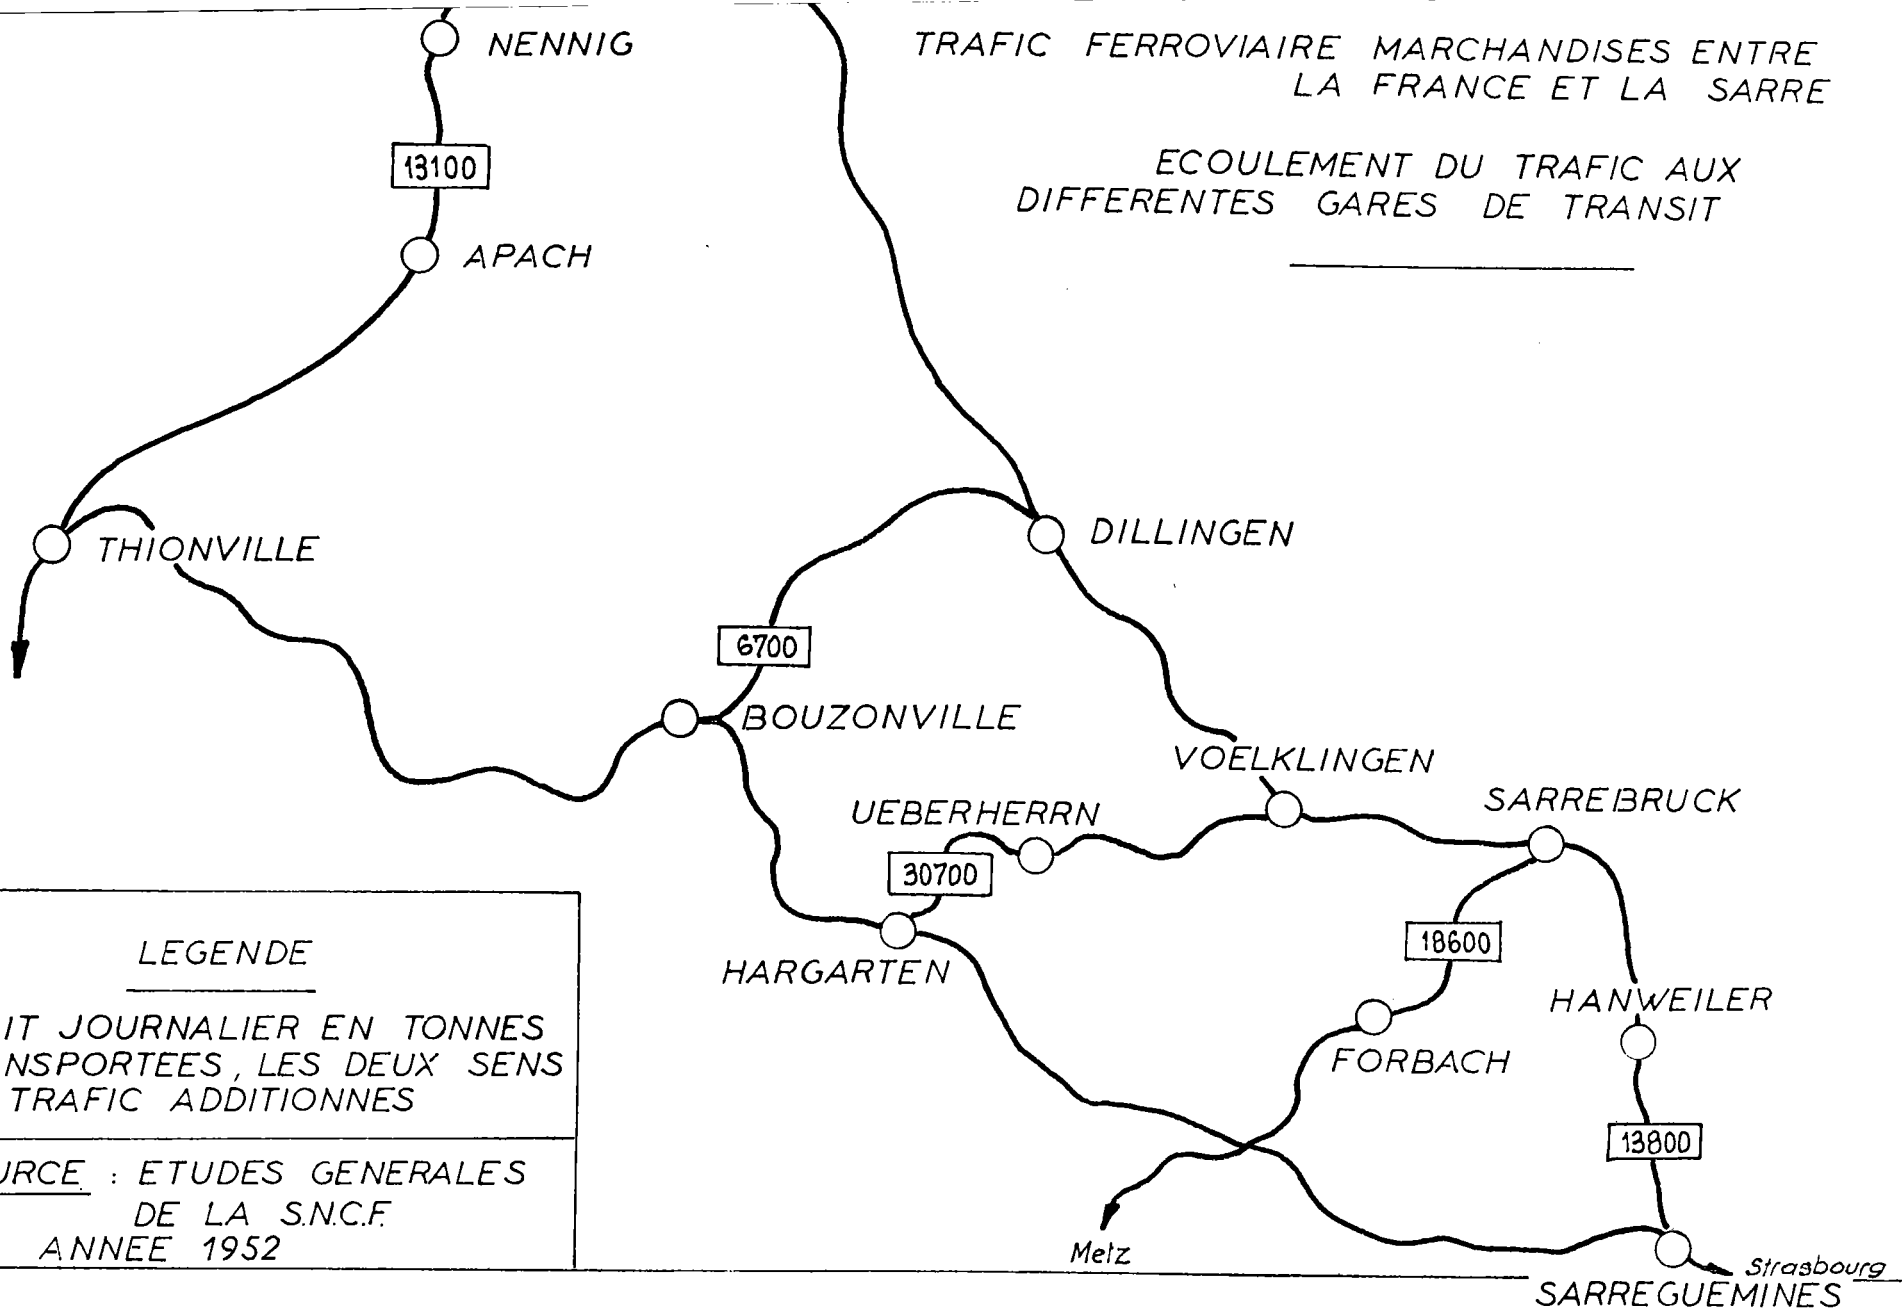 TRAFIC FERROVIAIRE MARCHANDISES ENTRE
LA FRANCE ET LA SARRE
ECOULEMENT DU TRAFIC AUX
DIFFERENTES GARES DE TRANSIT
NENNIG
13100
APACH
THIONVILLE
DILLINGEN
6700
BOUZONVILLE
VOELKLINGEN
SARREBRUCK
UEBERHERRN
30700
HARGARTEN
18600
HANWEILER
FORBACH
13800
Metz
Strasbourg
SARREGUEMINES
LEGENDE
IT JOURNALIER EN TONNES
NSPORTEES, LES DEUX SENS
TRAFIC ADDITIONNES
URCE : ETUDES GENERALES
DE LA S.N.C.F.
ANNEE 1952